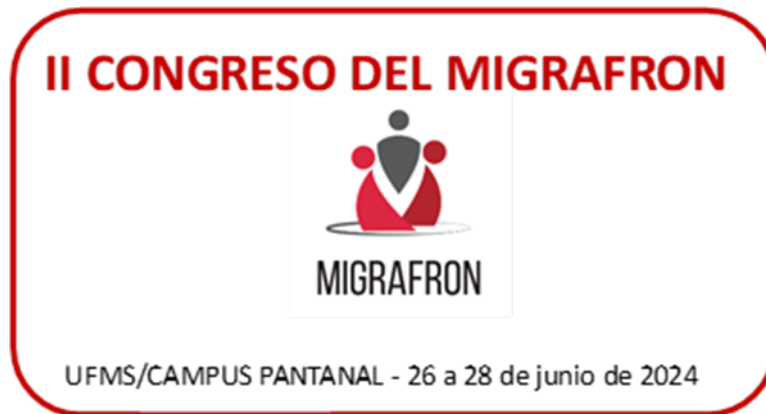 II CONGRESO DEL MIGRAFRON
MIGRAFRON
UFMS/CAMPUS PANTANAL - 26 a 28 de junio de 2024